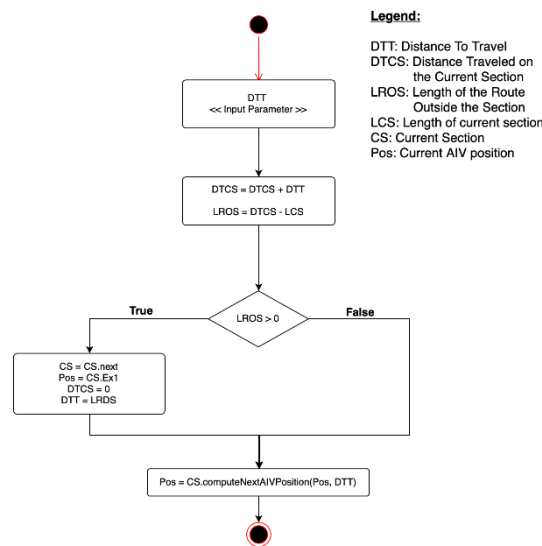 Legend:
DTT: Distance To Travel
DTCS: Distance Traveled on
the Current Section
LROS: Length of the Route
Outside the Section
LCS: Length of current section
CS: Current Section
Pos: Current AIV position
DTT
<< Input Parameter >>
DTCS = DTCS + DTT
LROS = DTCS - LCS
LROS > 0
True
False
CS = CS.next
Pos = CS.Ex1
DTCS = 0
DTT = LRDS
Pos = CS.computeNextAIVPosition(Pos, DTT)